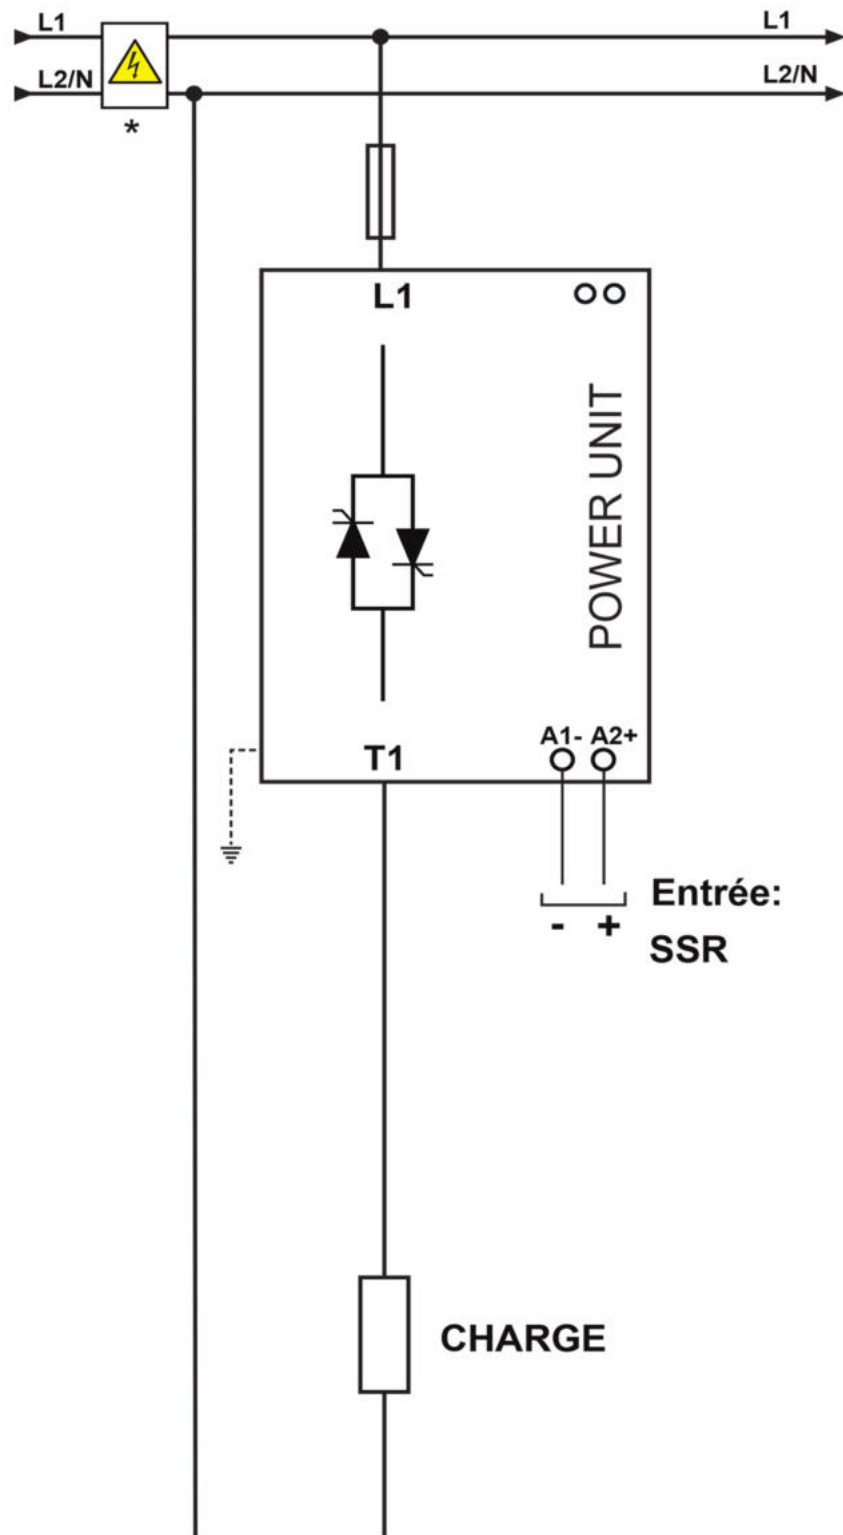 L1
L1
L2/N
L2/N
*
L1
POWER UNIT
A1- A2+
T1
Entrée:
- +
SSR
CHARGE